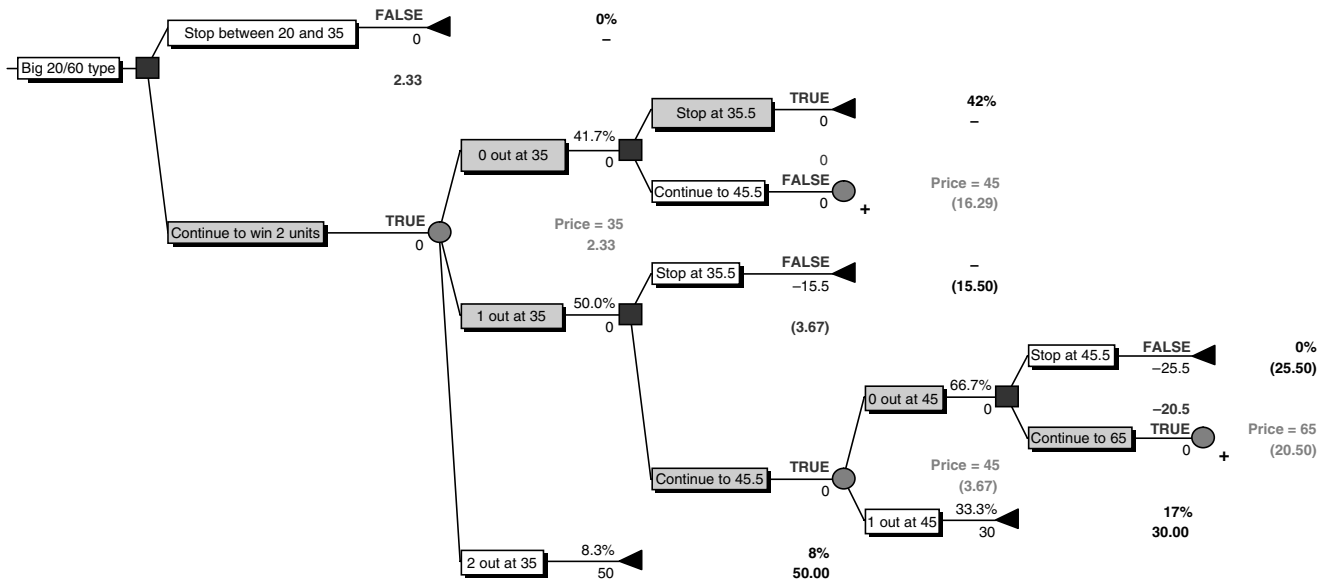 FALSE
Stop between 20 and 35
0
0%
–
Big 20/60 type
2.33
Stop at 35.5
TRUE
0
42%
–
0 out at 35
41.7%
0
0
Continue to 45.5
FALSE
0
+
Price = 45
(16.29)
Continue to win 2 units
TRUE
0
Price = 35
2.33
Stop at 35.5
FALSE
–15.5
–
(15.50)
1 out at 35
50.0%
0
(3.67)
Stop at 45.5
FALSE
–25.5
0%
(25.50)
0 out at 45
66.7%
0
–20.5
Continue to 65
TRUE
0
+
Price = 65
(20.50)
Continue to 45.5
TRUE
0
Price = 45
(3.67)
1 out at 45
33.3%
30
17%
30.00
2 out at 35
8.3%
50
8%
50.00